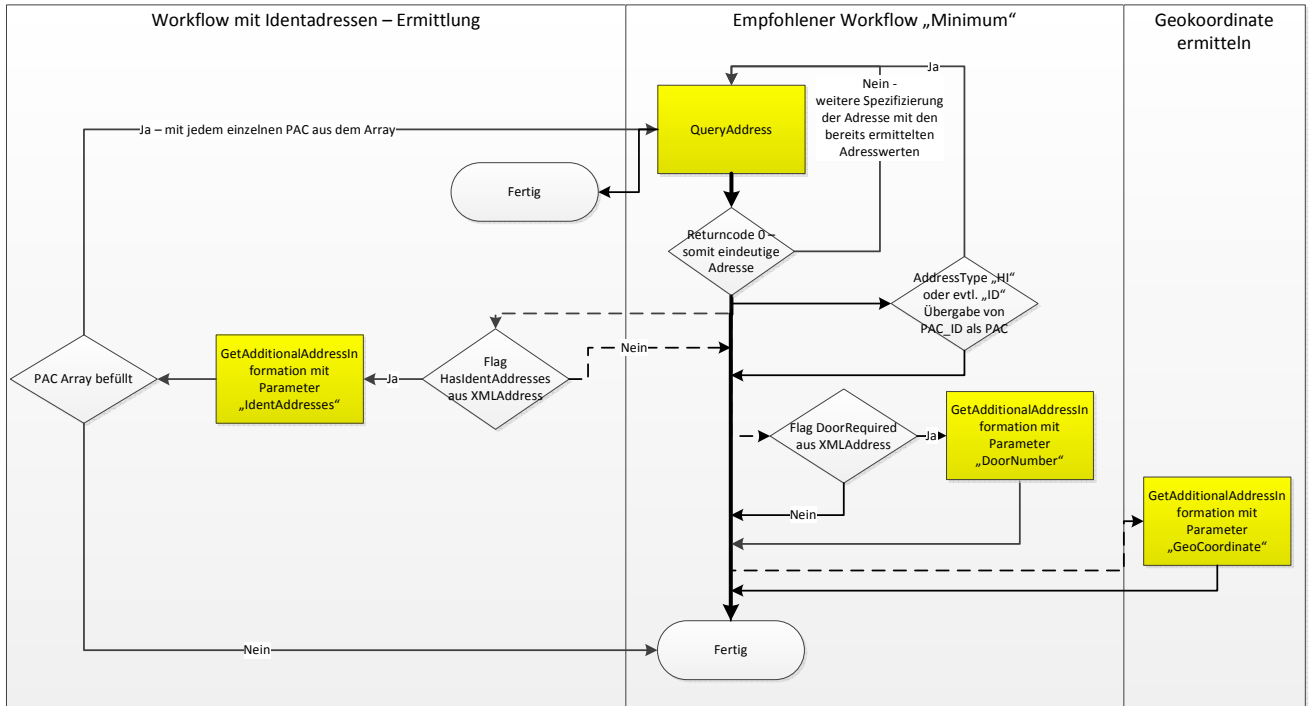 Workflow mit Identadressen – Ermittlung
Empfohlener Workflow „Minimum“
Geokoordinate
ermitteln
Ja
Nein -
weitere Spezifizierung
der Adresse mit den
bereits ermittelten
Adresswerten
QueryAddress
Ja – mit jedem einzelnen PAC aus dem Array
Fertig
Returncode 0 –
somit eindeutige
Adresse
AddressType „HI“
oder evtl. „ID“
Übergabe von
PAC_ID als PAC
Nein
PAC Array befüllt
GetAdditionalAddressIn
formation mit
Parameter
„IdentAddresses“
Ja
Flag
HasIdentAddresses
aus XMLAddress
Flag DoorRequired
aus XMLAddress
Ja
GetAdditionalAddressIn
formation mit
Parameter
„DoorNumber“
Nein
GetAdditionalAddressIn
formation mit
Parameter
„GeoCoordinate“
Nein
Fertig